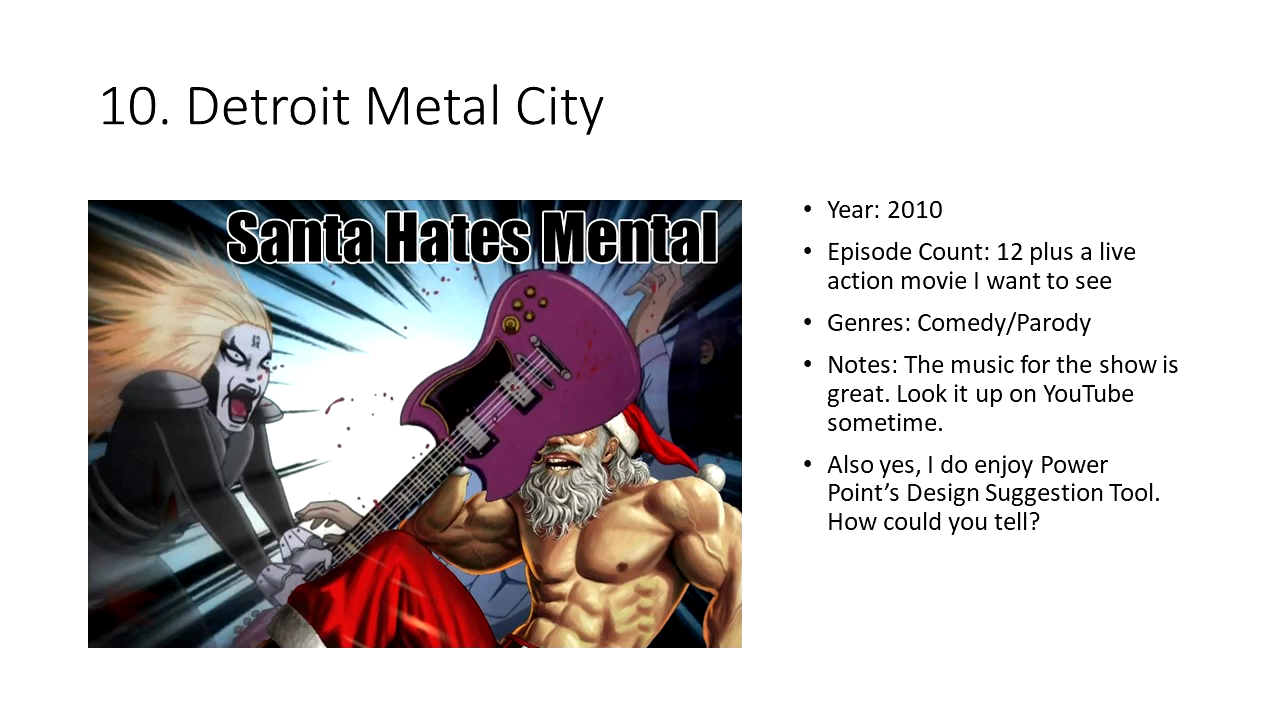 10. Detroit Metal City
Santa Hates Mental
• Year: 2010
• Episode Count: 12 plus a live
action movie I want to see
• Genres: Comedy/Parody
• Notes: The music for the show is
great. Look it up on YouTube
sometime.
• Also yes, I do enjoy Power
Point’s Design Suggestion Tool.
How could you tell?